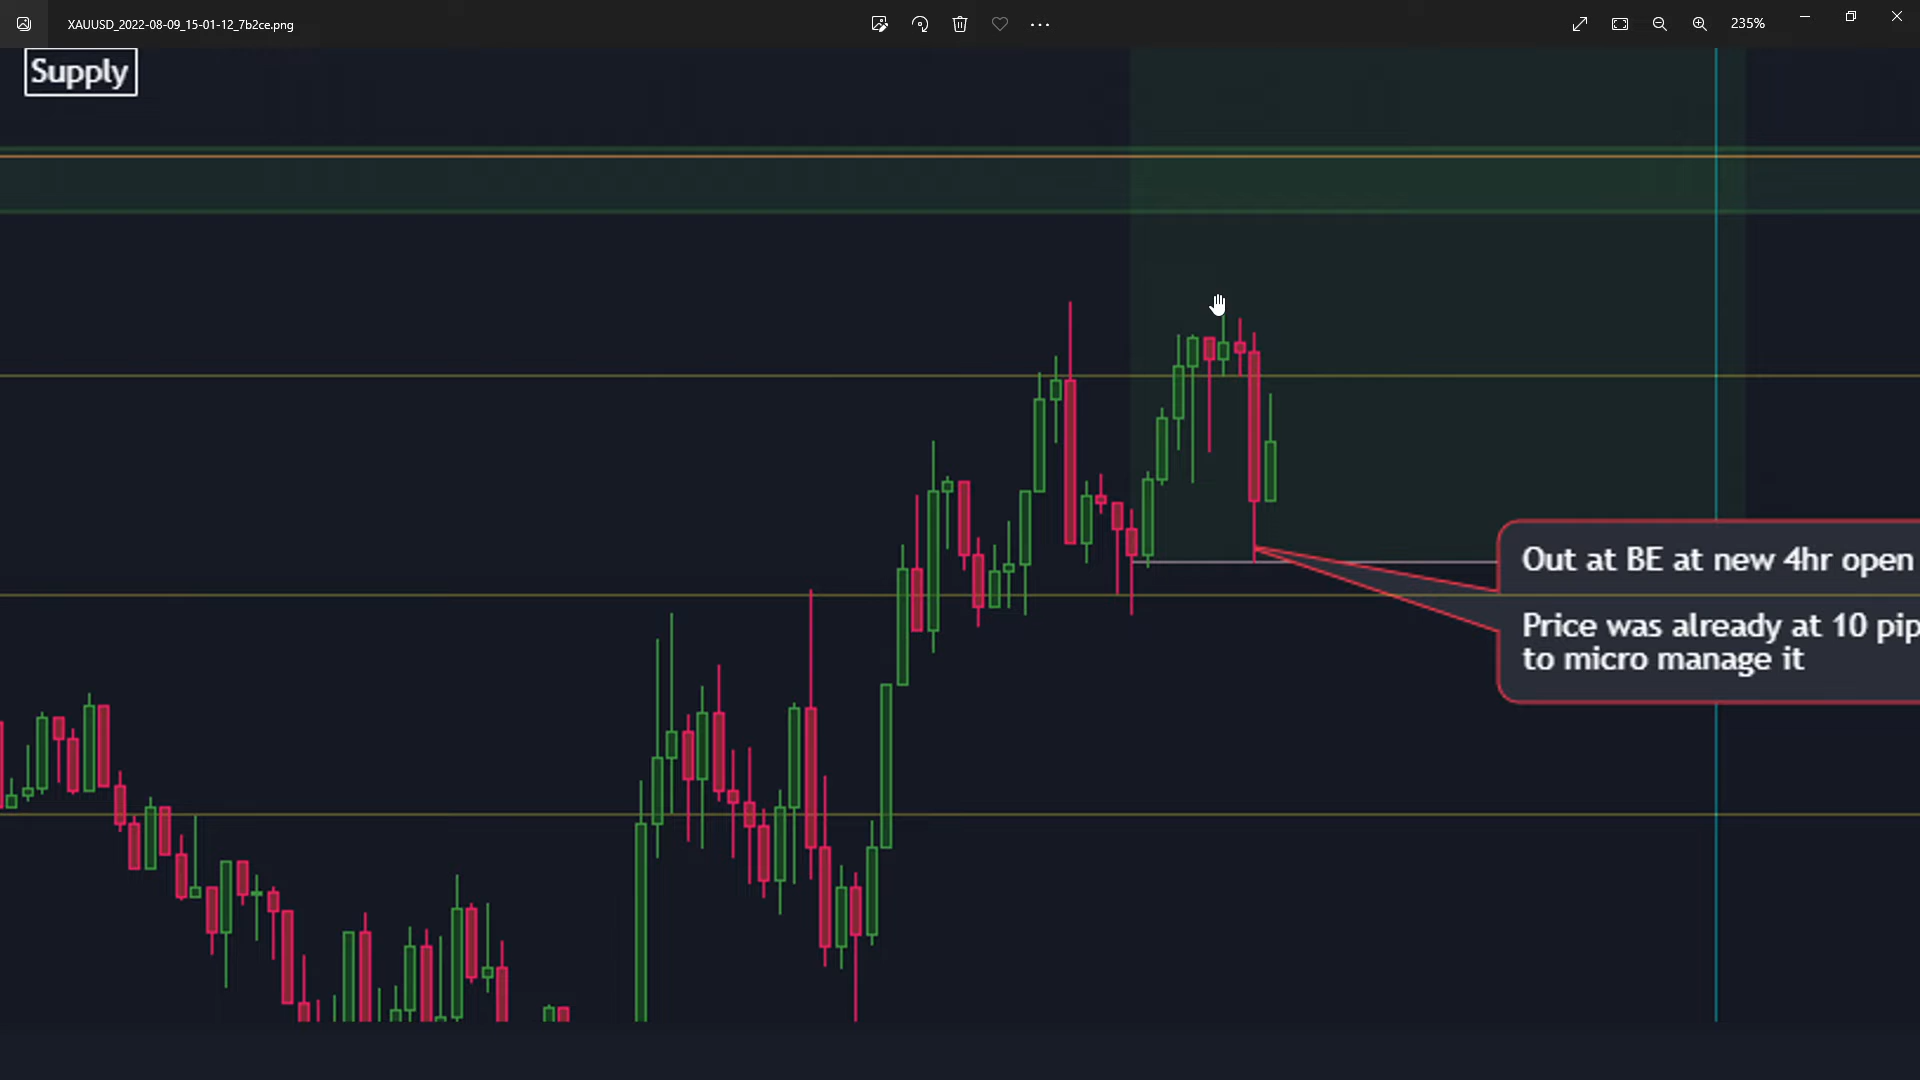 XAUUSD_2022-08-09_15-01-12_7b2ce.png
235%
Supply
Out at BE at new 4hr open
Price was already at 10 pip
to micro manage it